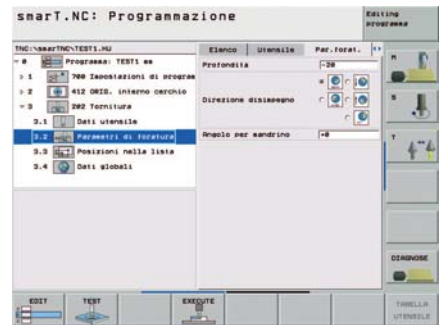 smarT.NC: Programmazione
Editing
programma
TNC:\smarTNC\TEST1.HU
0 Programma: TEST1 mm
1 700 Impostazioni di program
2 412 ORIG. interno cerchio
3 202 Tornitura
3.1 Dati utensile
3.2 Parametri di foratura
3.3 Posizioni nella lista
3.4 Dati globali
Elenco Utensile Par.forat.
Profondità -20
Direzione disimpegno
Angolo per mandrino +0
M
S
T
DIAGNOSE
EDIT
TEST
EXECUTE
TABELLA
UTENSILE